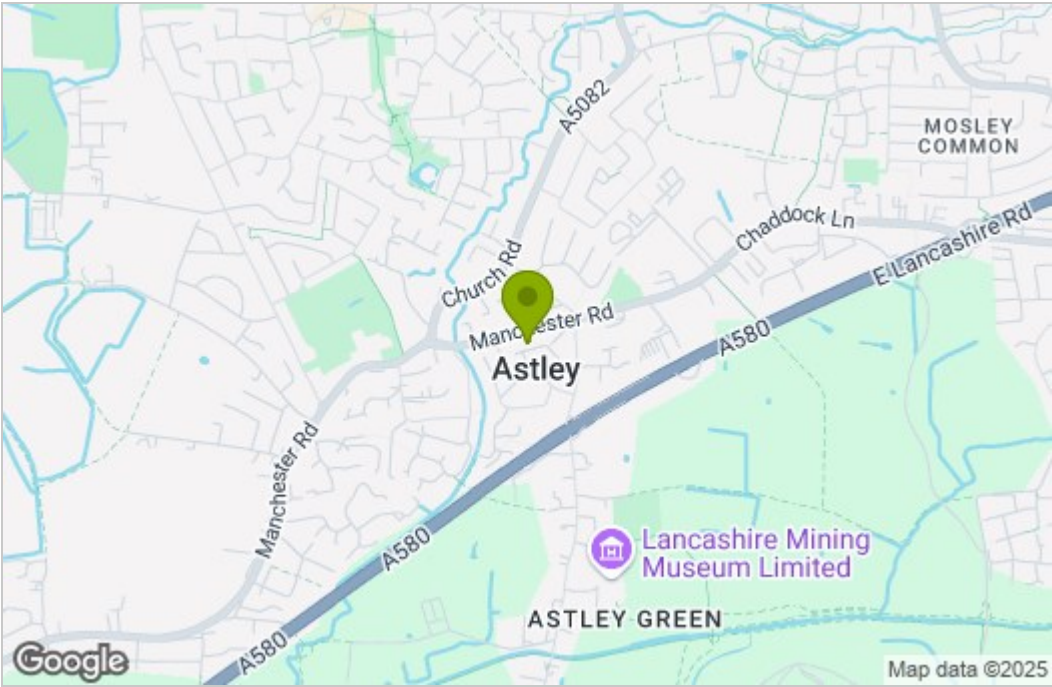 A5082
MOSLEY
COMMON
Chaddock Ln
E Lancashire Rd
Church Rd
Manchester Rd
A580
Astley
Manchester Rd
A580
Lancashire Mining
Museum Limited
ASTLEY GREEN
A580
Google
Map data ©2025